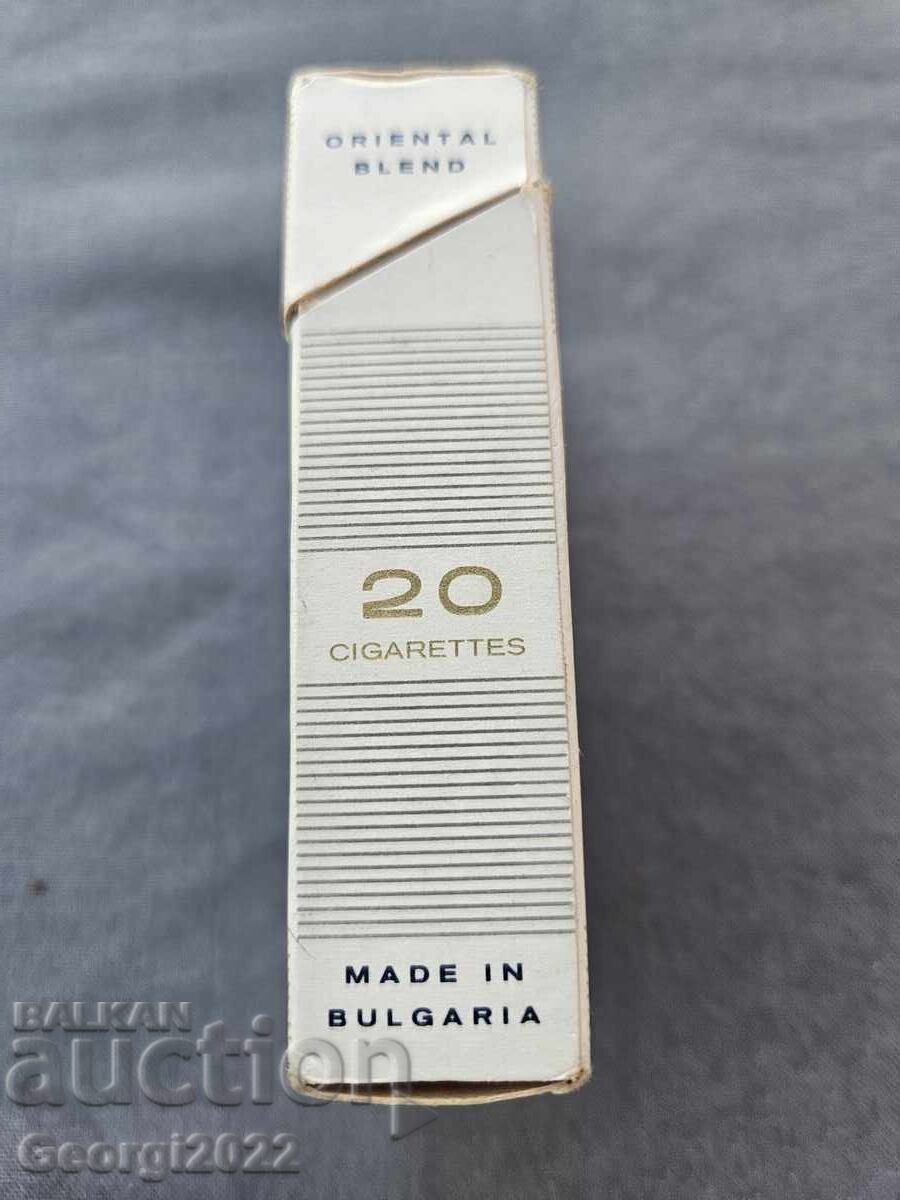 ORIENTAL
BLEND
20
CIGARETTES
MADE IN
BULGARIA
BALKAN
auction
Georgi2022